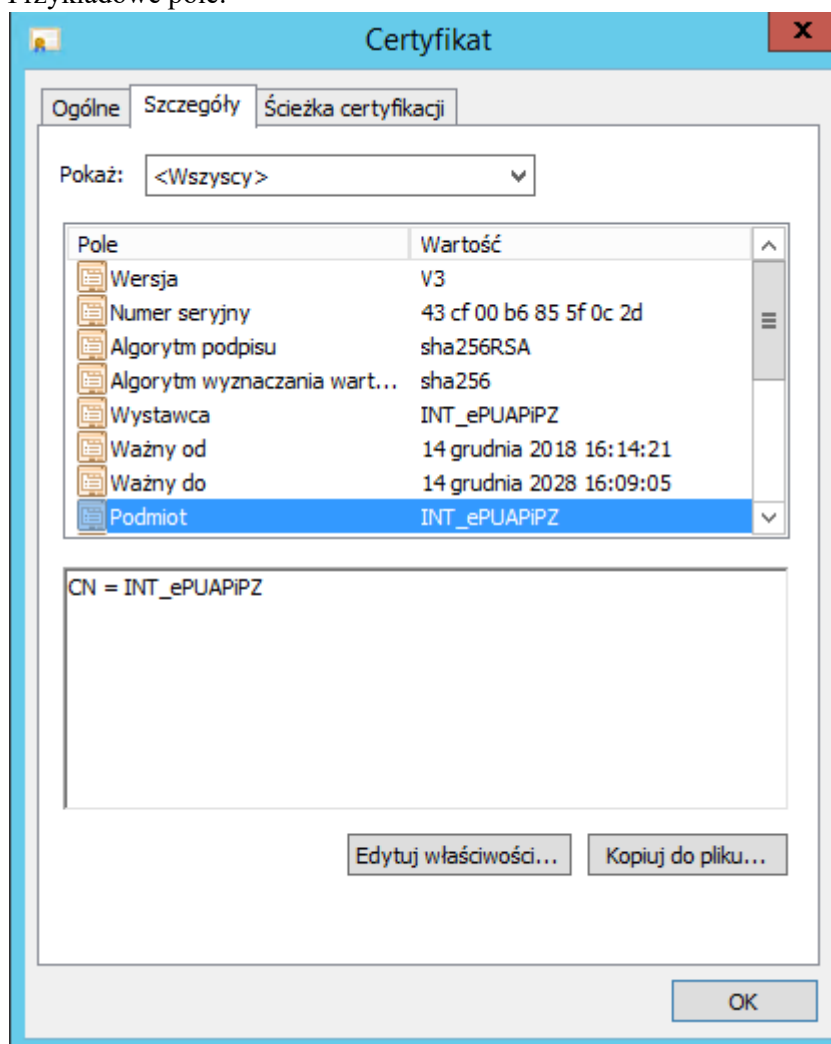 Przykładowe pole:
Certyfikat
x
Ogólne Szczegóły Ścieżka certyfikacji
Pokaż: <Wszyscy>
Pole Wartość
Wersja V3
Numer seryjny 43 cf 00 b6 85 5f 0c 2d
Algorytm podpisu sha256RSA
Algorytm wyznaczania wart... sha256
Wystawca INT_ePUAPiPZ
Ważny od 14 grudnia 2018 16:14:21
Ważny do 14 grudnia 2028 16:09:05
Podmiot INT_ePUAPiPZ
CN = INT_ePUAPiPZ
Edytuj właściwości... Kopiuj do pliku...
OK